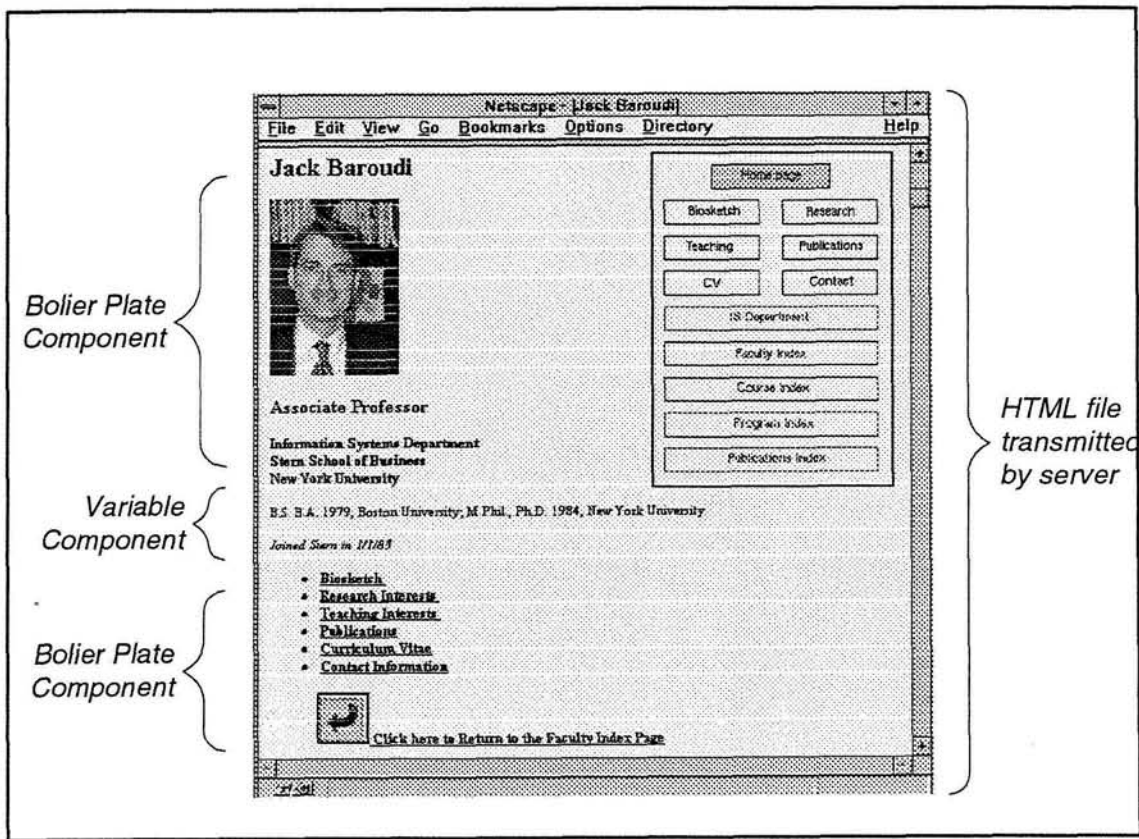 Netscape - [Jack Baroudi]
File Edit View Go Bookmarks Options Directory Help
Jack Baroudi
Home page
Biosketch Research
Teaching Publications
CV Contact
IS Department
Faculty Index
Course Index
Program Index
Publications Index
Associate Professor
Information Systems Department
Stern School of Business
New York University
B.S. B.A. 1979, Boston University; M Phil., Ph.D. 1984, New York University
Joined Stern in 1/1/85
Biosketch
Research Interests
Teaching Interests
Publications
Curriculum Vitae
Contact Information
Click here to Return to the Faculty Index Page
Bolier Plate
Component
Variable
Component
Bolier Plate
Component
HTML file
transmitted
by server